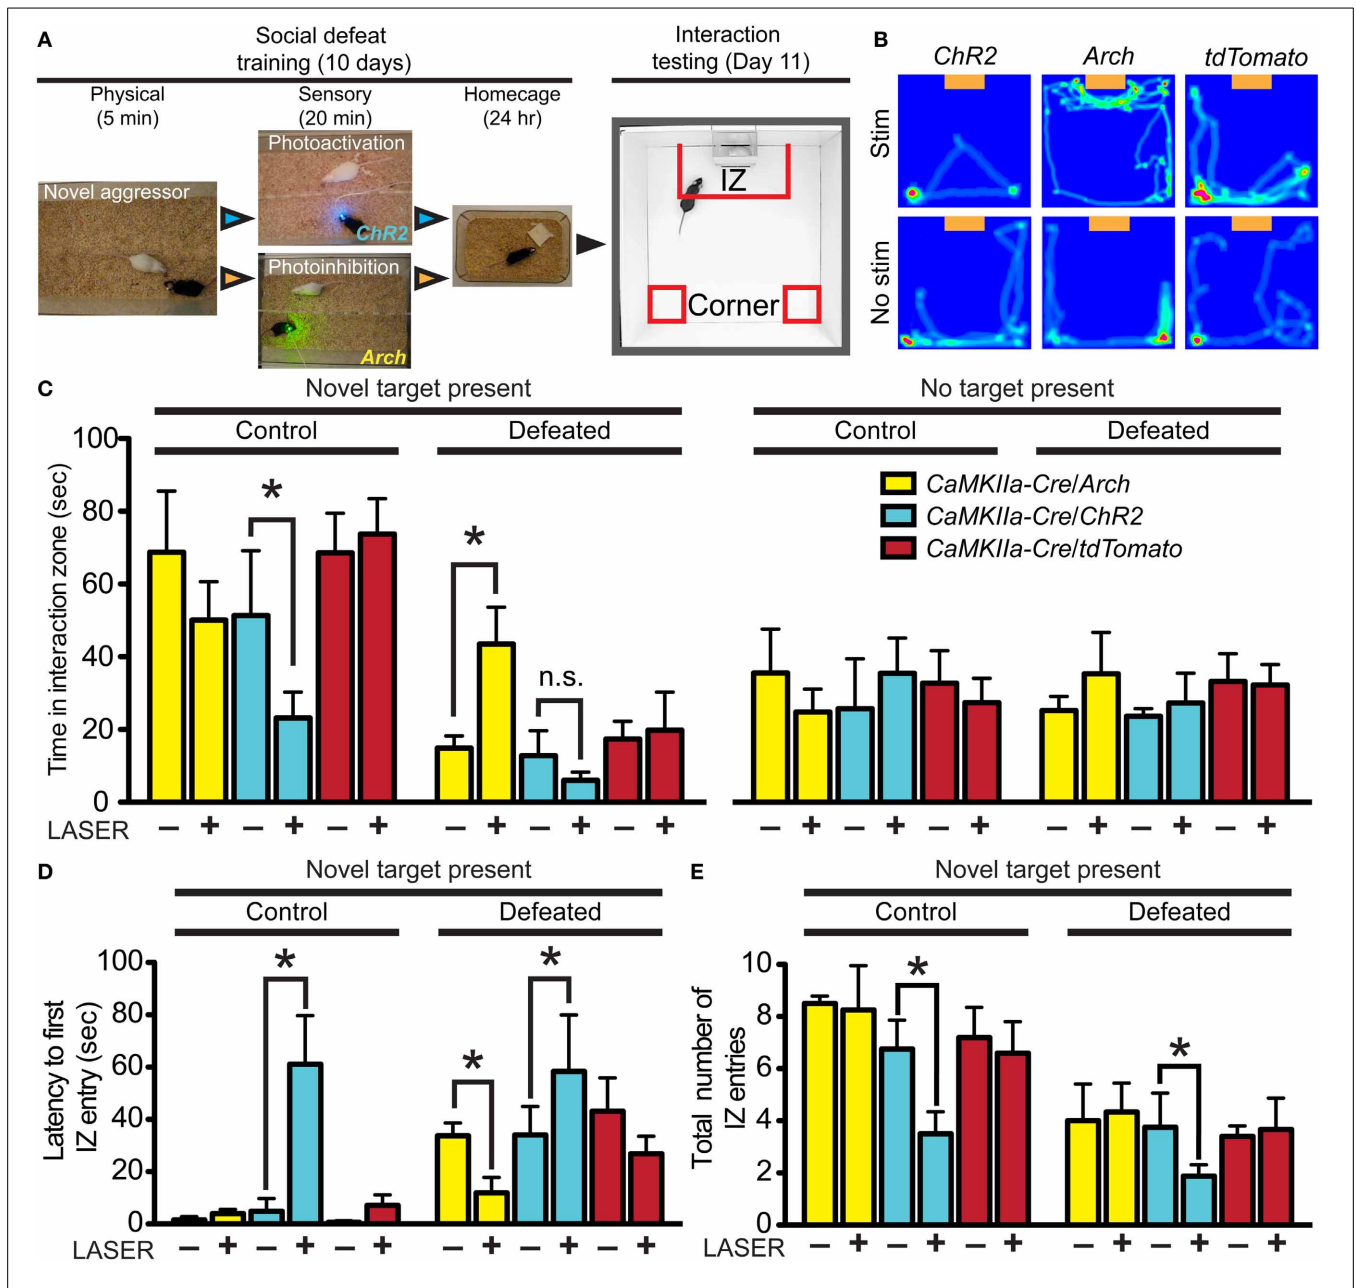 A
Social defeat
training (10 days)
Interaction
testing (Day 11)
Physical
(5 min)
Sensory
(20 min)
Homecage
(24 hr)
Novel aggressor
Photoactivation
ChR2
Photoinhibition
Arch
IZ
Corner
B
ChR2 Arch tdTomato
Stim
No stim
C
Novel target present
Control Defeated
No target present
Control Defeated
Time in interaction zone (sec)
100
80
60
40
20
0
*
*
n.s.
CaMKIIa-Cre/Arch
CaMKIIa-Cre/ChR2
CaMKIIa-Cre/tdTomato
LASER – + – + – + – + – + – + – + – + – + – + – + – +
D
Novel target present
Control Defeated
Latency to first
IZ entry (sec)
100
80
60
40
20
0
*
*
*
LASER – + – + – + – + – + – +
E
Novel target present
Control Defeated
Total number of
IZ entries
10
8
6
4
2
0
*
*
LASER – + – + – + – + – + – +